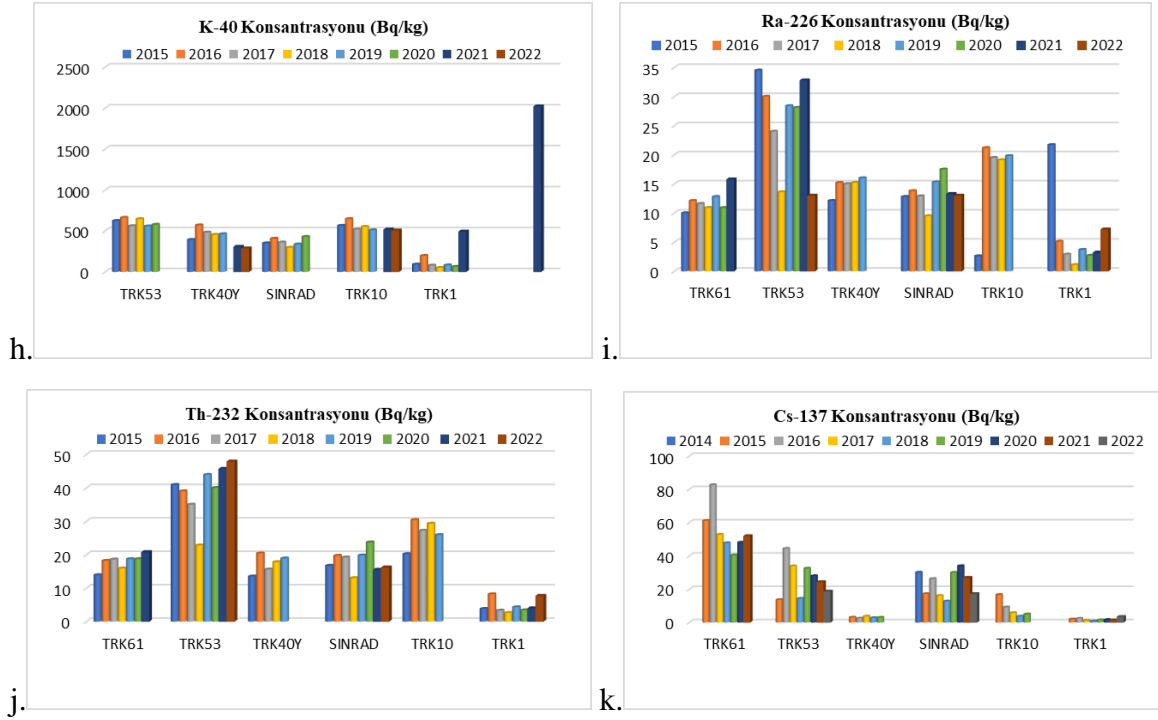 K-40 Konsantrasyonu (Bq/kg)
2015 2016 2017 2018 2019 2020 2021 2022
2500
2000
1500
1000
500
0
TRK53 TRK40Y SINRAD TRK10 TRK1
h.
Ra-226 Konsantrasyonu (Bq/kg)
2015 2016 2017 2018 2019 2020 2021 2022
35
30
25
20
15
10
5
0
TRK61 TRK53 TRK40Y SINRAD TRK10 TRK1
i.
Th-232 Konsantrasyonu (Bq/kg)
2015 2016 2017 2018 2019 2020 2021 2022
50
40
30
20
10
0
TRK61 TRK53 TRK40Y SINRAD TRK10 TRK1
j.
Cs-137 Konsantrasyonu (Bq/kg)
2014 2015 2016 2017 2018 2019 2020 2021 2022
100
80
60
40
20
0
TRK61 TRK53 TRK40Y SINRAD TRK10 TRK1
k.